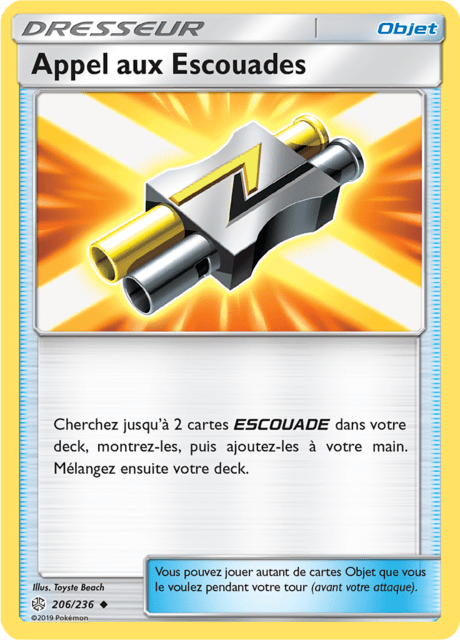 DRESSEUR Objet
Appel aux Escouades
Cherchez jusqu'à 2 cartes ESCOUADE dans votre
deck, montrez-les, puis ajoutez-les à votre main.
Mélangez ensuite votre deck.
Illus. Toyste Beach
206/236
©2019 Pokémon
Vous pouvez jouer autant de cartes Objet que vous
le voulez pendant votre tour (avant votre attaque).